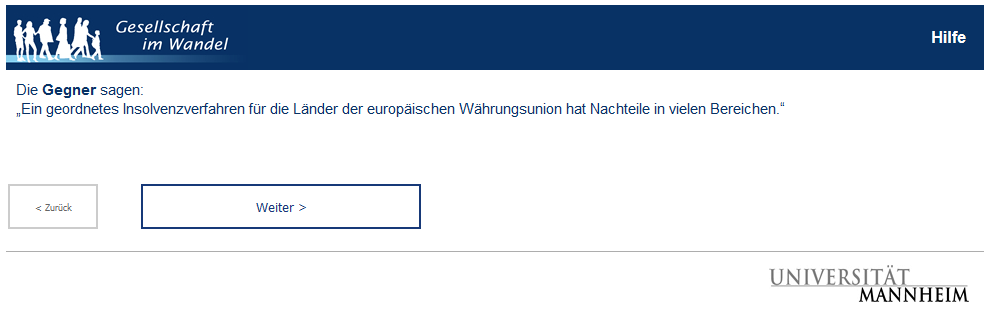 Gesellschaft
im Wandel
Hilfe
Die Gegner sagen:
„Ein geordnetes Insolvenzverfahren für die Länder der europäischen Währungsunion hat Nachteile in vielen Bereichen.“
< Zurück
Weiter >
UNIVERSITÄT
MANNHEIM